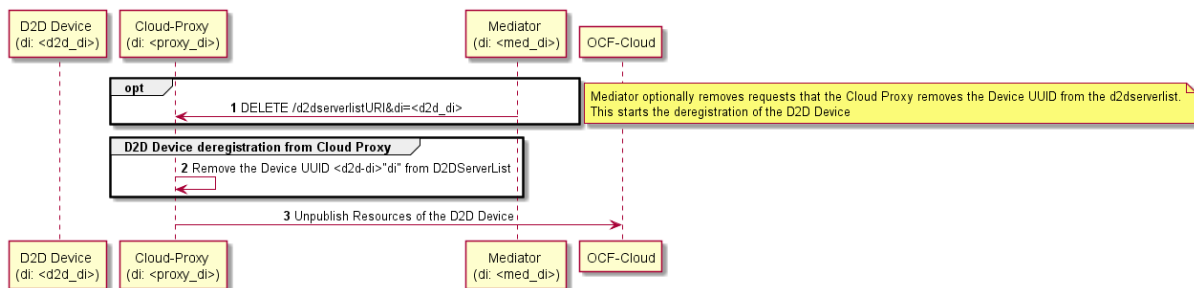 D2D Device
(di: <d2d_di>)
Cloud-Proxy
(di: <proxy_di>)
Mediator
(di: <med_di>)
OCF-Cloud
opt
1 DELETE /d2dserverlistURI&di=<d2d_di>
Mediator optionally removes requests that the Cloud Proxy removes the Device UUID from the d2dserverlist.
This starts the deregistration of the D2D Device
D2D Device deregistration from Cloud Proxy
2 Remove the Device UUID <d2d-di>"di" from D2DServerList
3 Unpublish Resources of the D2D Device
D2D Device
(di: <d2d_di>)
Cloud-Proxy
(di: <proxy_di>)
Mediator
(di: <med_di>)
OCF-Cloud